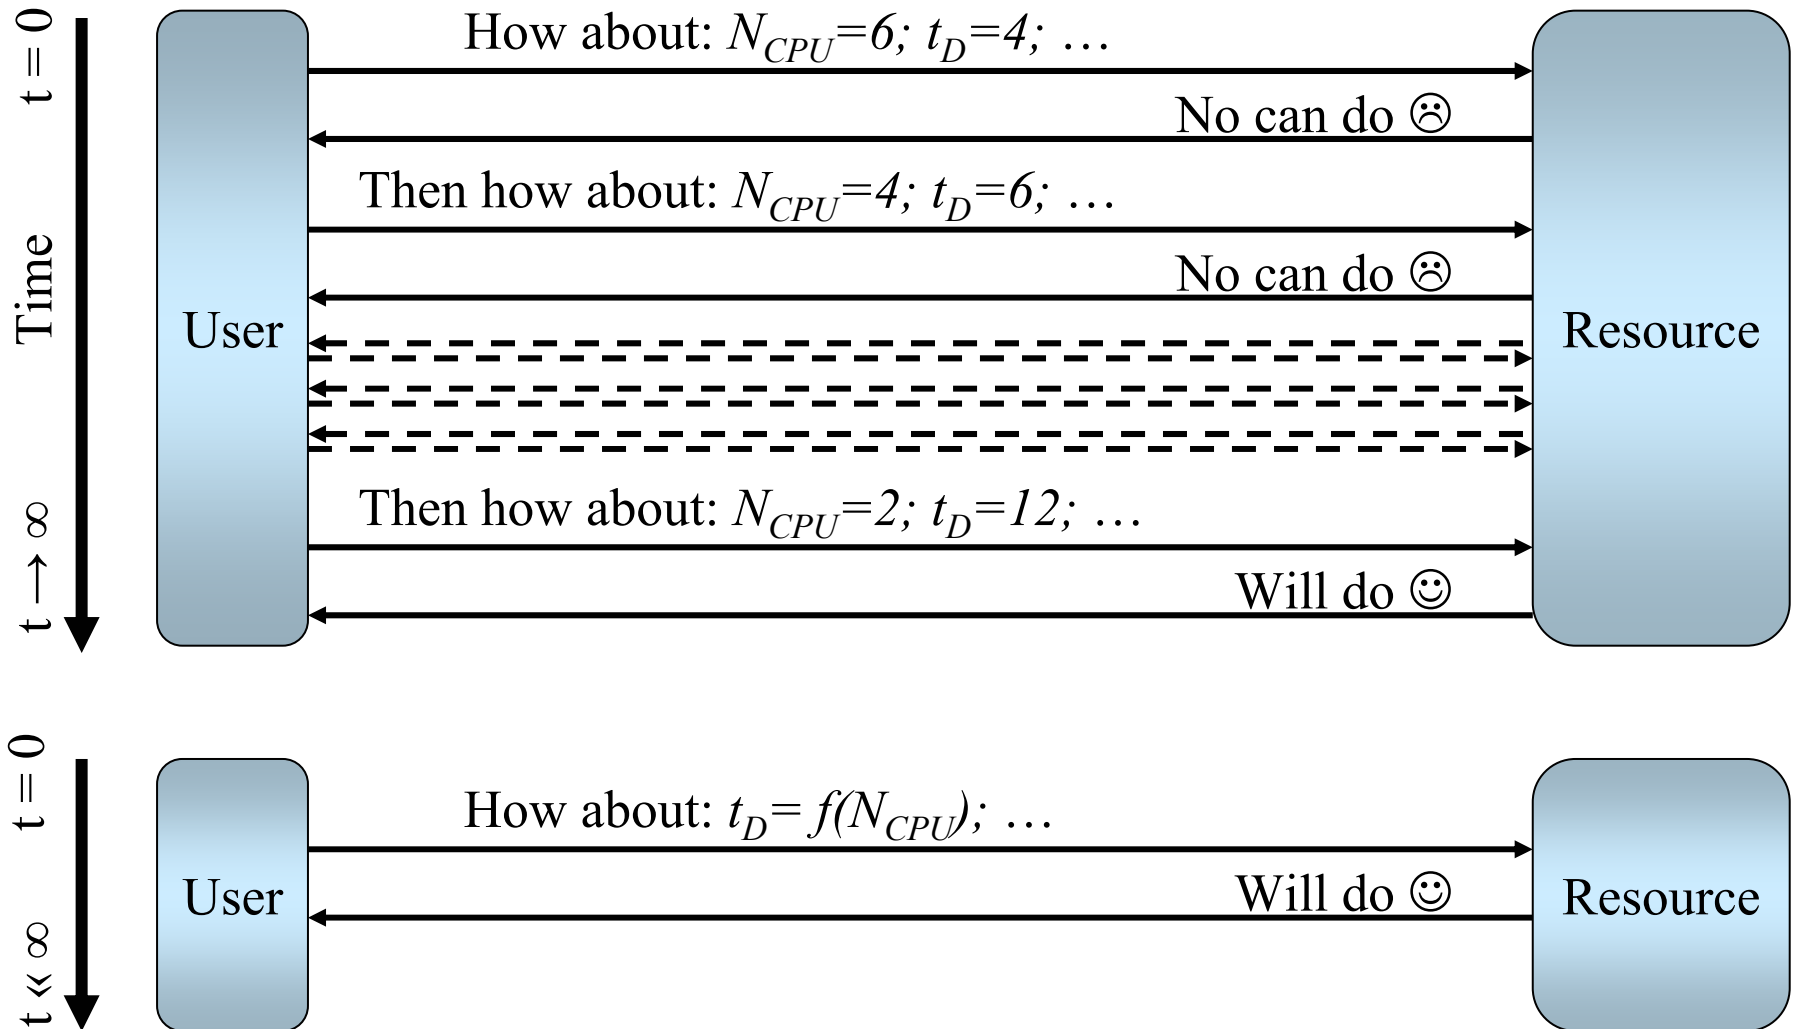 t = 0
How about: N_CPU=6; t_D=4; …
No can do ☹
Then how about: N_CPU=4; t_D=6; …
No can do ☹
Time
User
Resource
Then how about: N_CPU=2; t_D=12; …
t → ∞
Will do ☺
t = 0
How about: t_D= f(N_CPU); …
User
Will do ☺
Resource
t << ∞